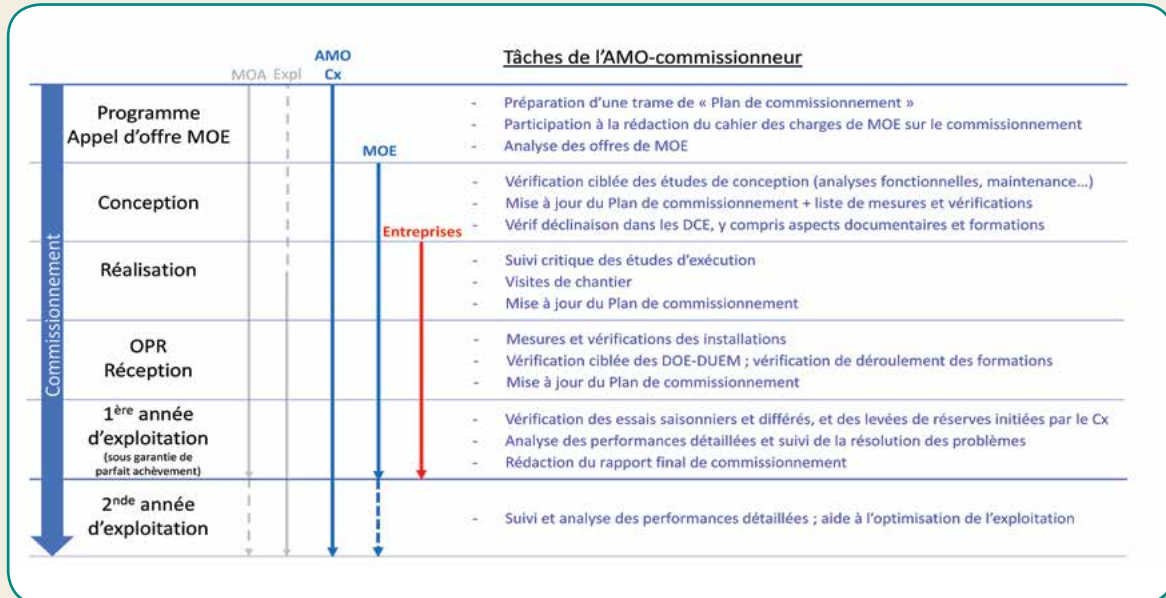 Tâches de l'AMO-commissionneur
MOA Expl
AMO
Cx
MOE
Entreprises
Commissionnement
Programme
Appel d'offre MOE
- Préparation d'une trame de « Plan de commissionnement »
- Participation à la rédaction du cahier des charges de MOE sur le commissionnement
- Analyse des offres de MOE
Conception
- Vérification ciblée des études de conception (analyses fonctionnelles, maintenance...)
- Mise à jour du Plan de commissionnement + liste de mesures et vérifications
- Vérif déclinaison dans les DCE, y compris aspects documentaires et formations
Réalisation
- Suivi critique des études d'exécution
- Visites de chantier
- Mise à jour du Plan de commissionnement
OPR
Réception
- Mesures et vérifications des installations
- Vérification ciblée des DOE-DUEM ; vérification de déroulement des formations
- Mise à jour du Plan de commissionnement
1ère année
d'exploitation
(sous garantie de
parfait achèvement)
- Vérification des essais saisonniers et différés, et des levées de réserves initiées par le Cx
- Analyse des performances détaillées et suivi de la résolution des problèmes
- Rédaction du rapport final de commissionnement
2nde année
d'exploitation
- Suivi et analyse des performances détaillées ; aide à l'optimisation de l'exploitation